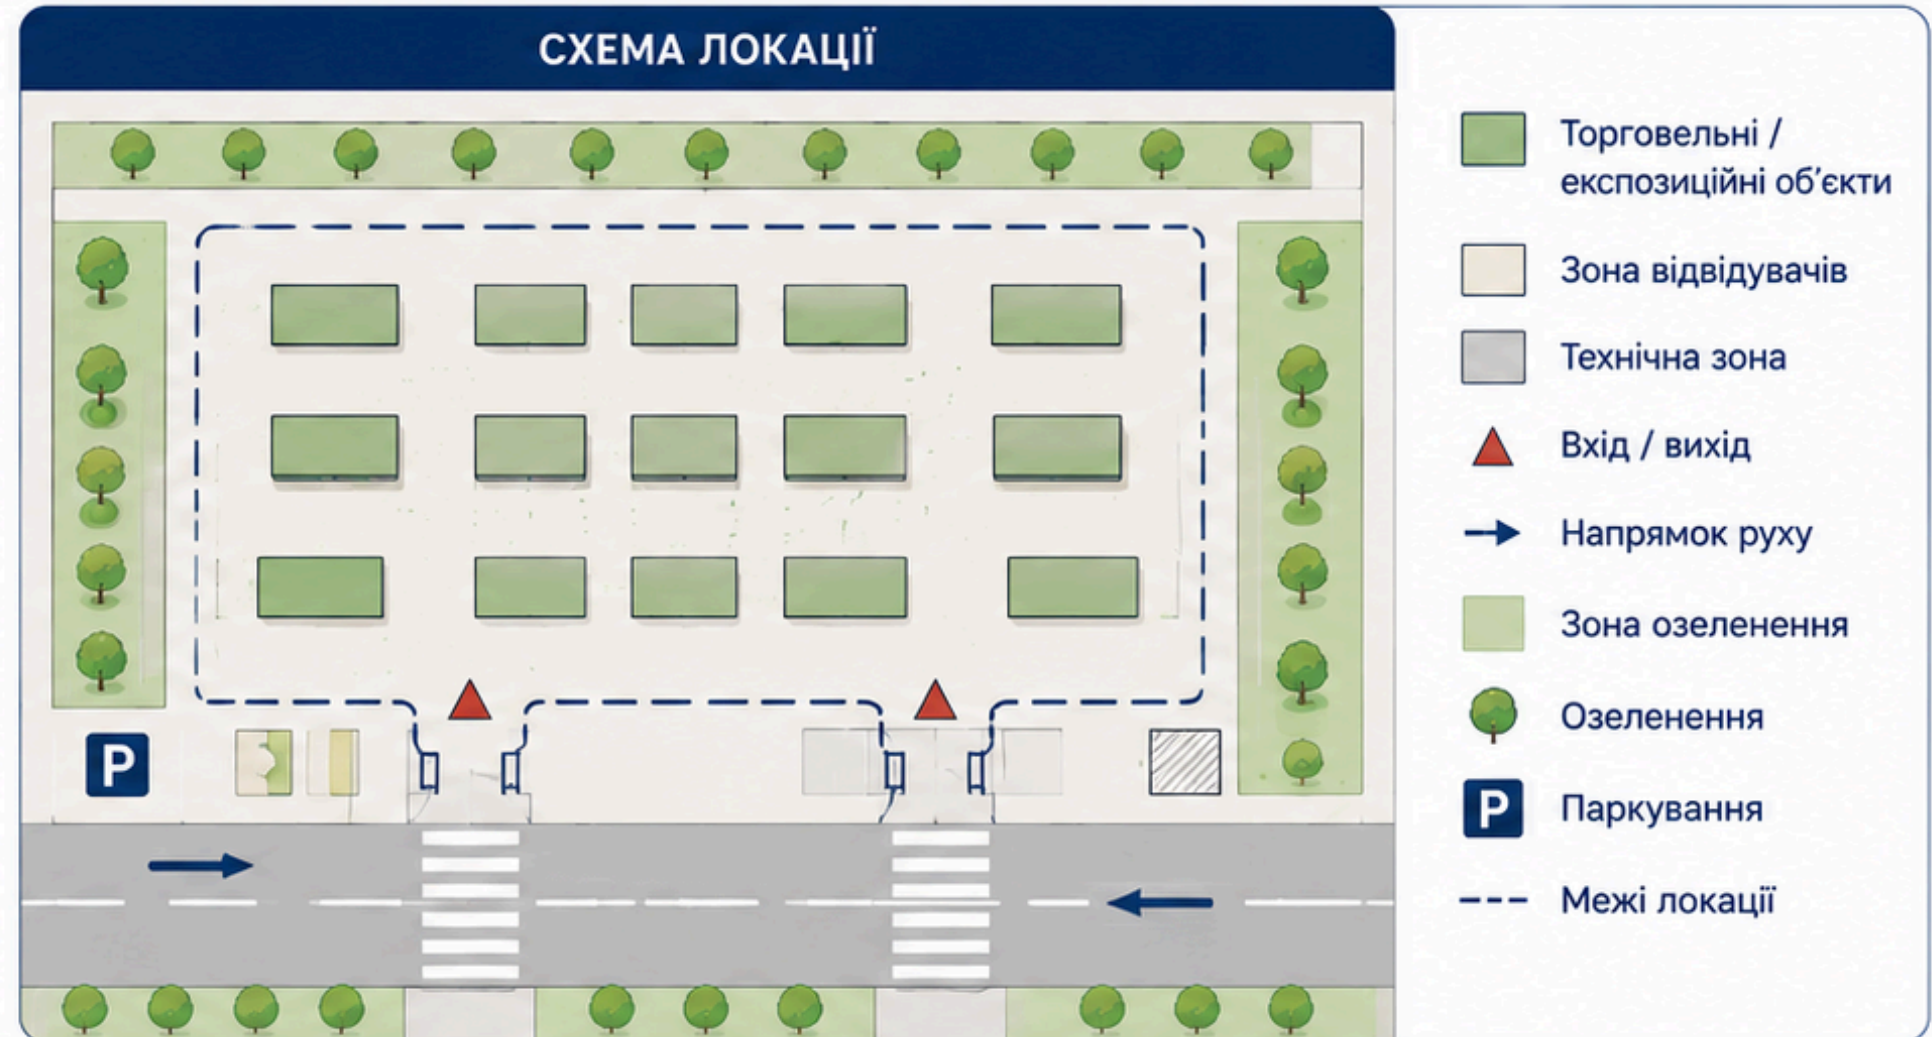 СХЕМА ЛОКАЦІЇ
Торговельні /
експозиційні об’єкти
Зона відвідувачів
Технічна зона
Вхід / вихід
Напрямок руху
Зона озеленення
Озеленення
P
P Паркування
Межі локації